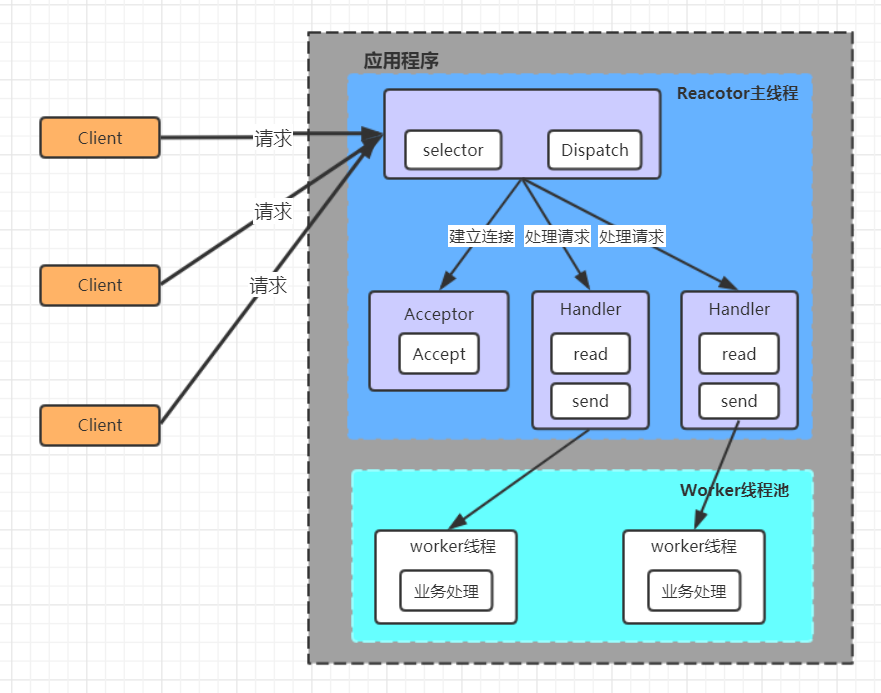 应用程序
Reacotor主线程
Client
请求
selector
Dispatch
请求
建立连接
处理请求
处理请求
Client
请求
Acceptor
Accept
Handler
read
send
Handler
read
send
Client
Worker线程池
worker线程
业务处理
worker线程
业务处理